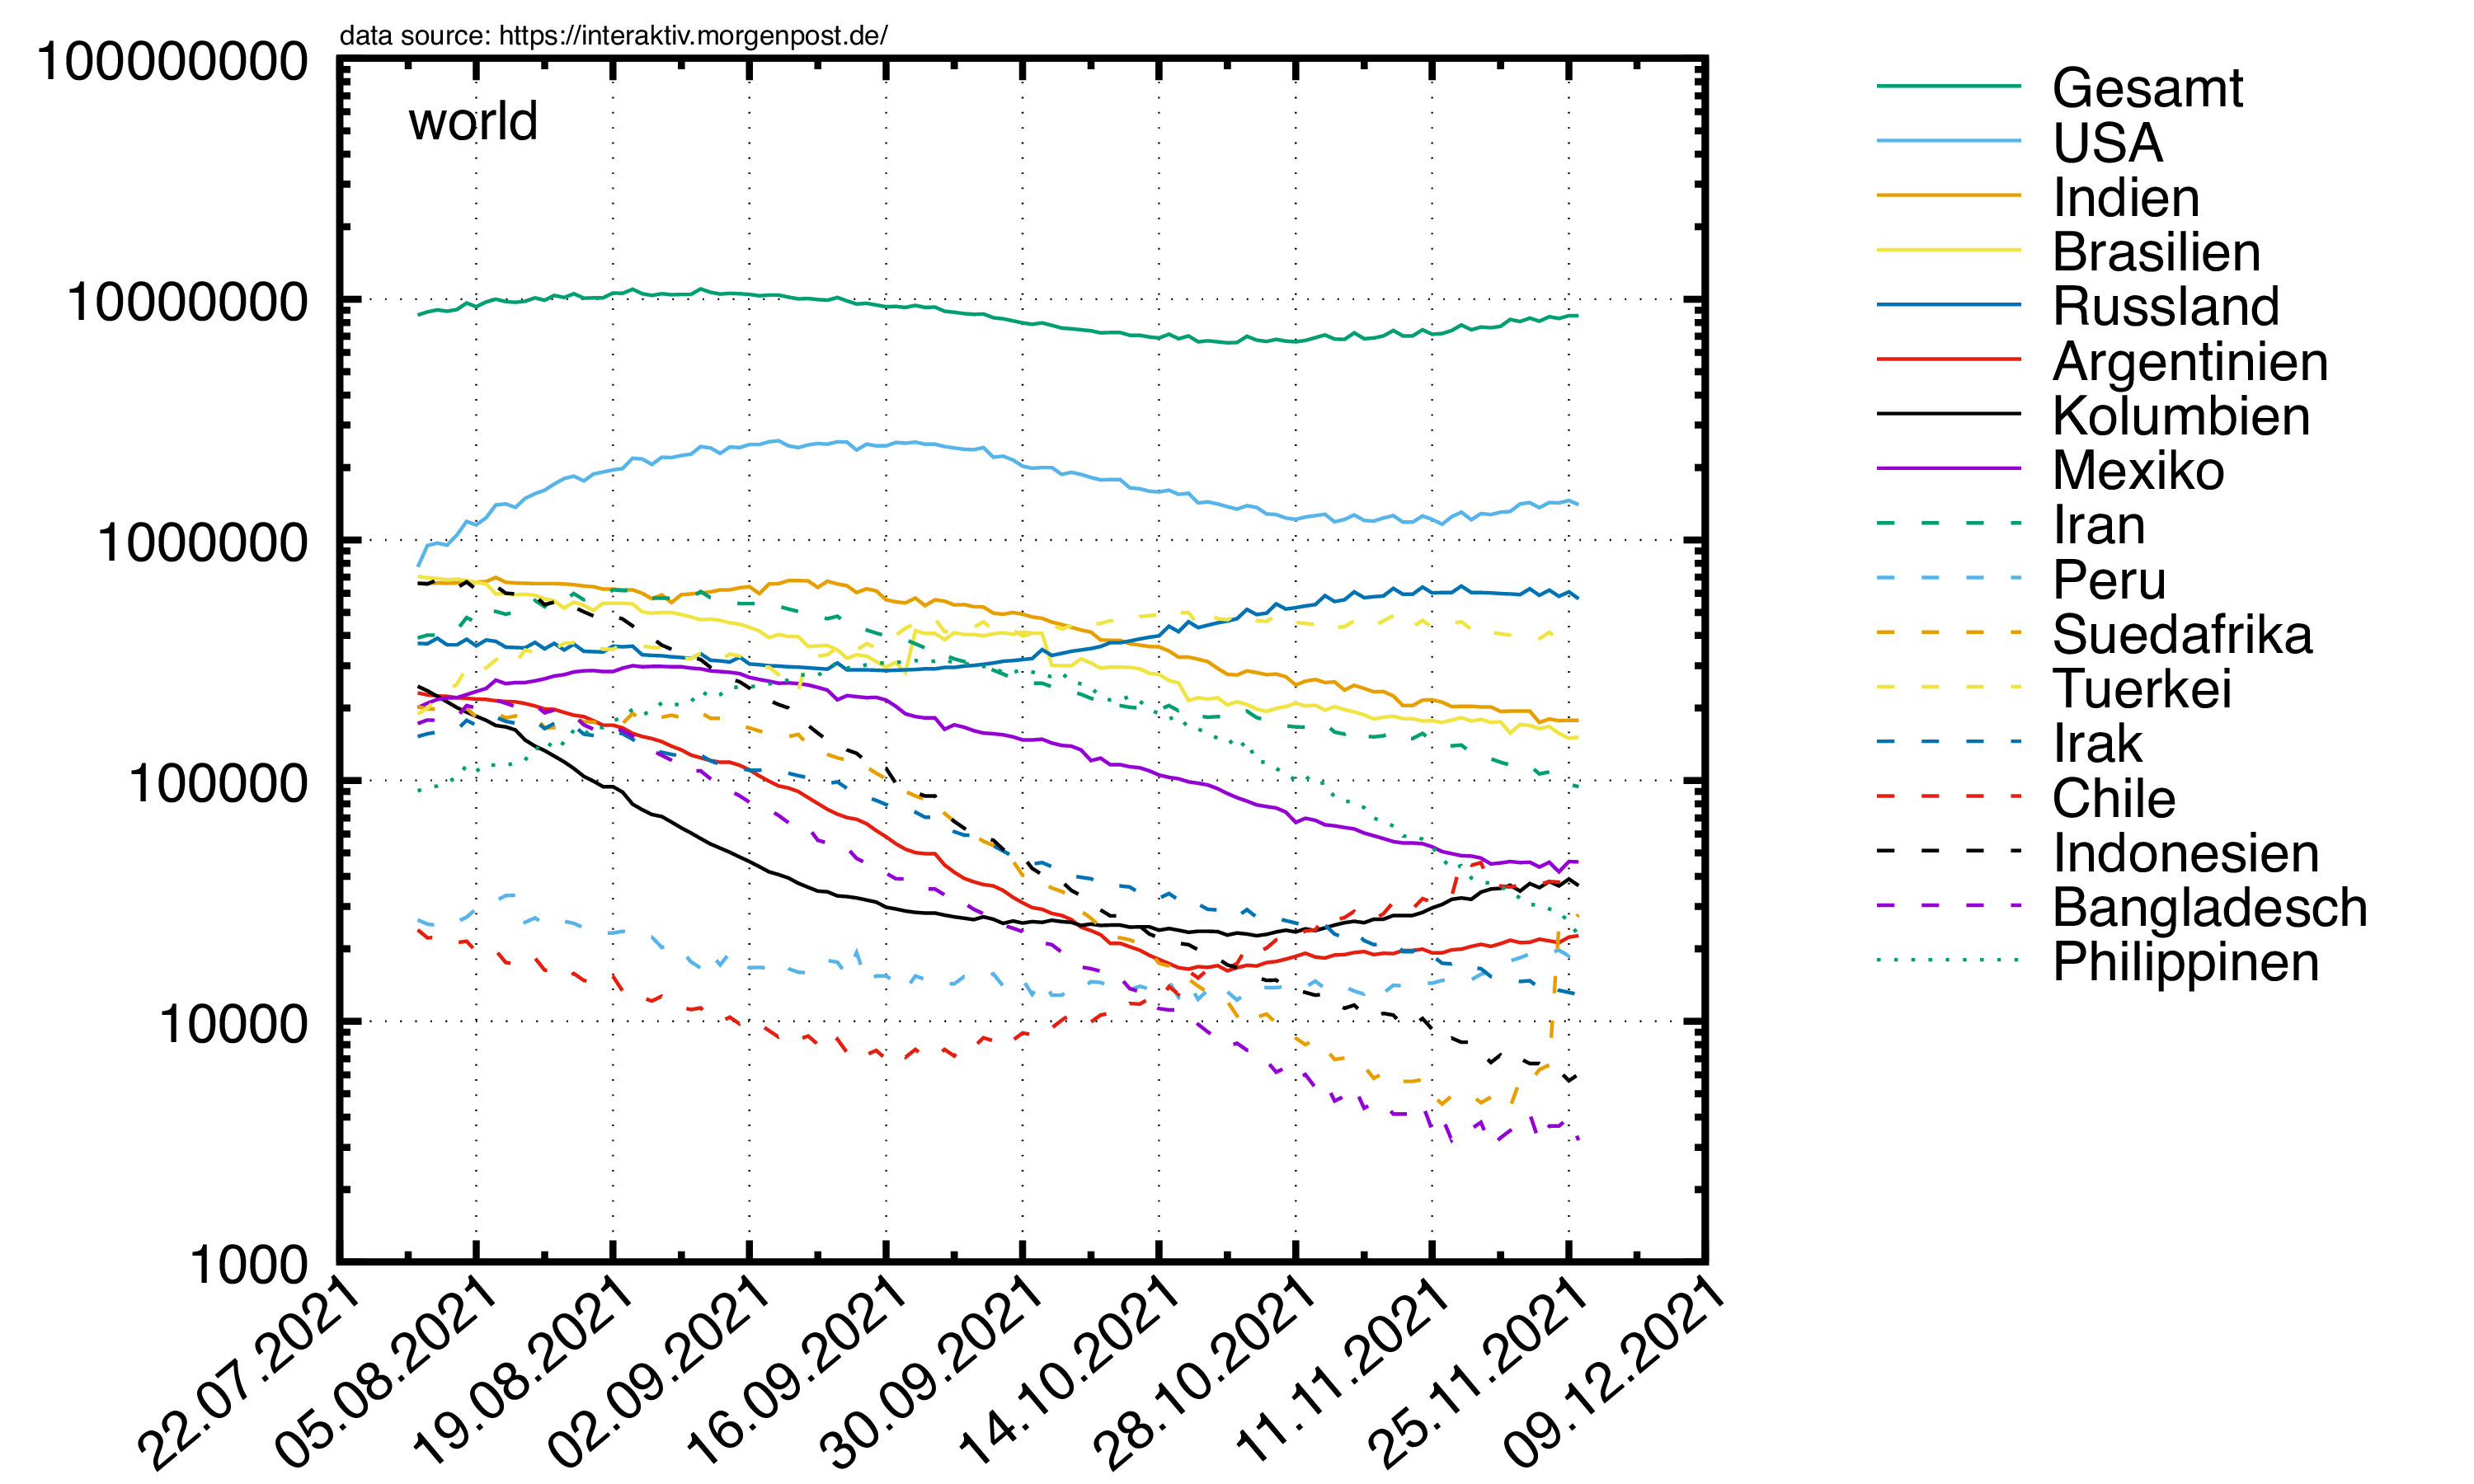 data source: https://interaktiv.morgenpost.de/
world
100000000
10000000
1000000
100000
10000
1000
22.07.2021
05.08.2021
19.08.2021
02.09.2021
16.09.2021
30.09.2021
14.10.2021
28.10.2021
11.11.2021
25.11.2021
09.12.2021
Gesamt
USA
Indien
Brasilien
Russland
Argentinien
Kolumbien
Mexiko
Iran
Peru
Suedafrika
Tuerkei
Irak
Chile
Indonesien
Bangladesch
Philippinen